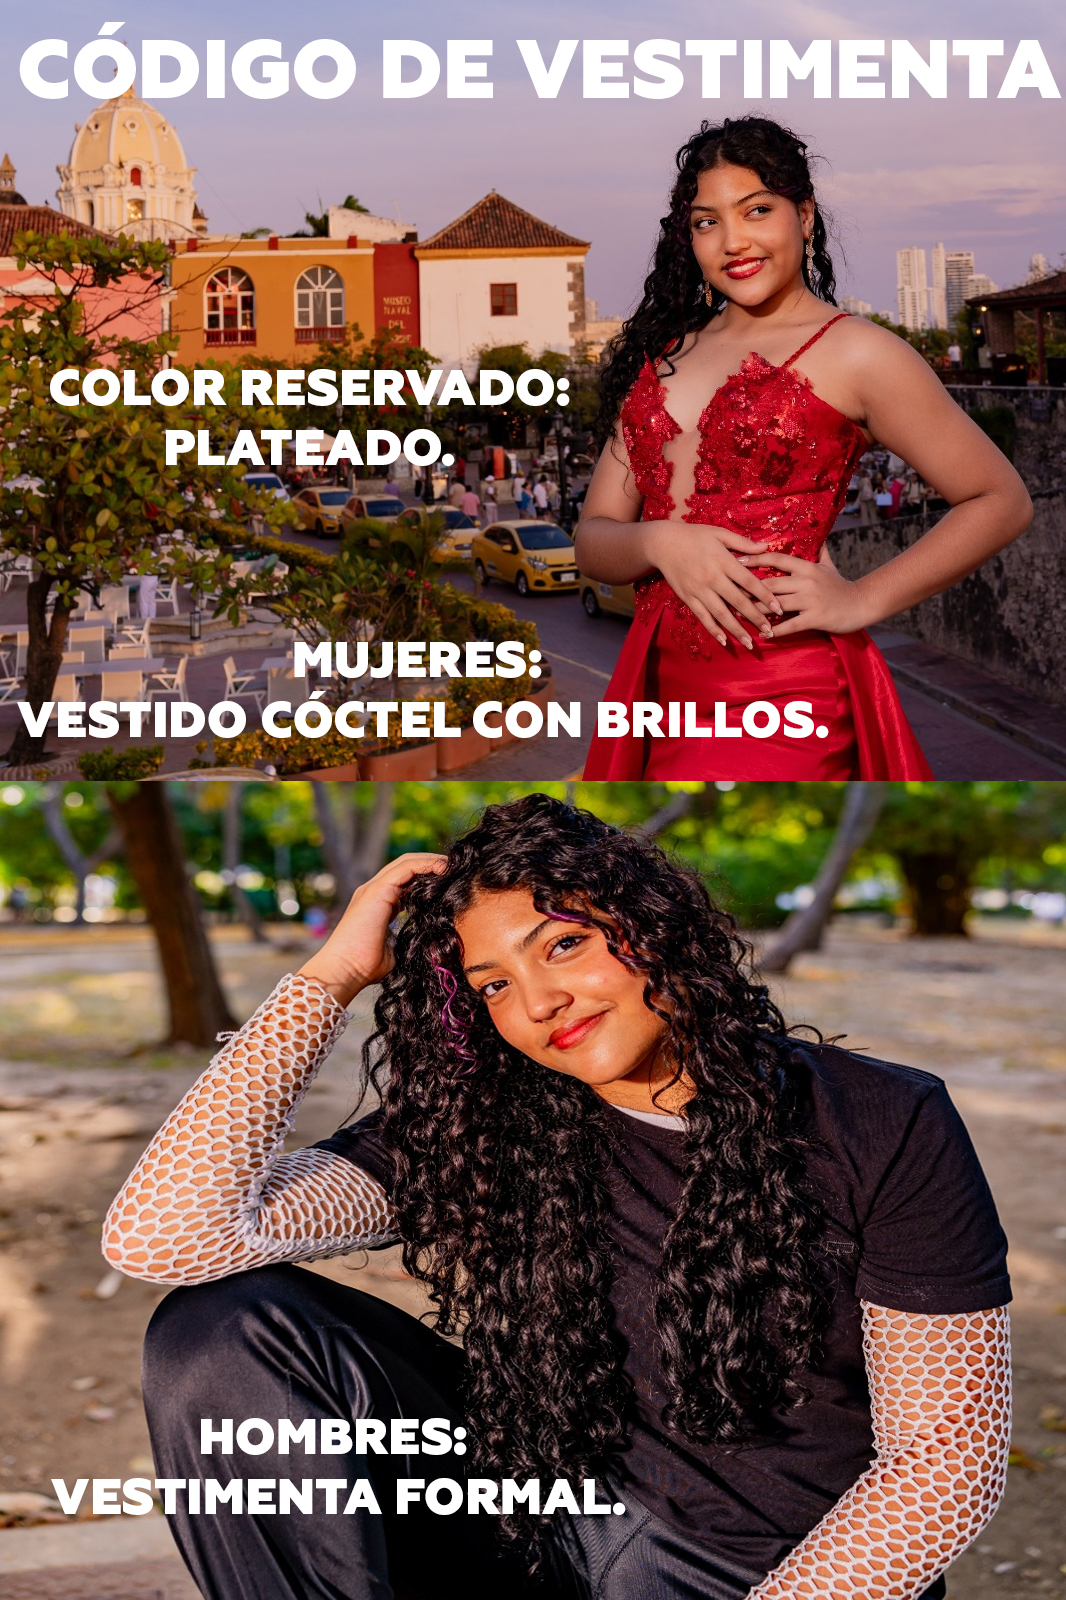 CÓDIGO DE VESTIMENTA
MUSEO
NAVAL
DEL
COLOR RESERVADO:
PLATEADO.
MUJERES:
VESTIDO CÓCTEL CON BRILLOS.
HOMBRES:
VESTIMENTA FORMAL.